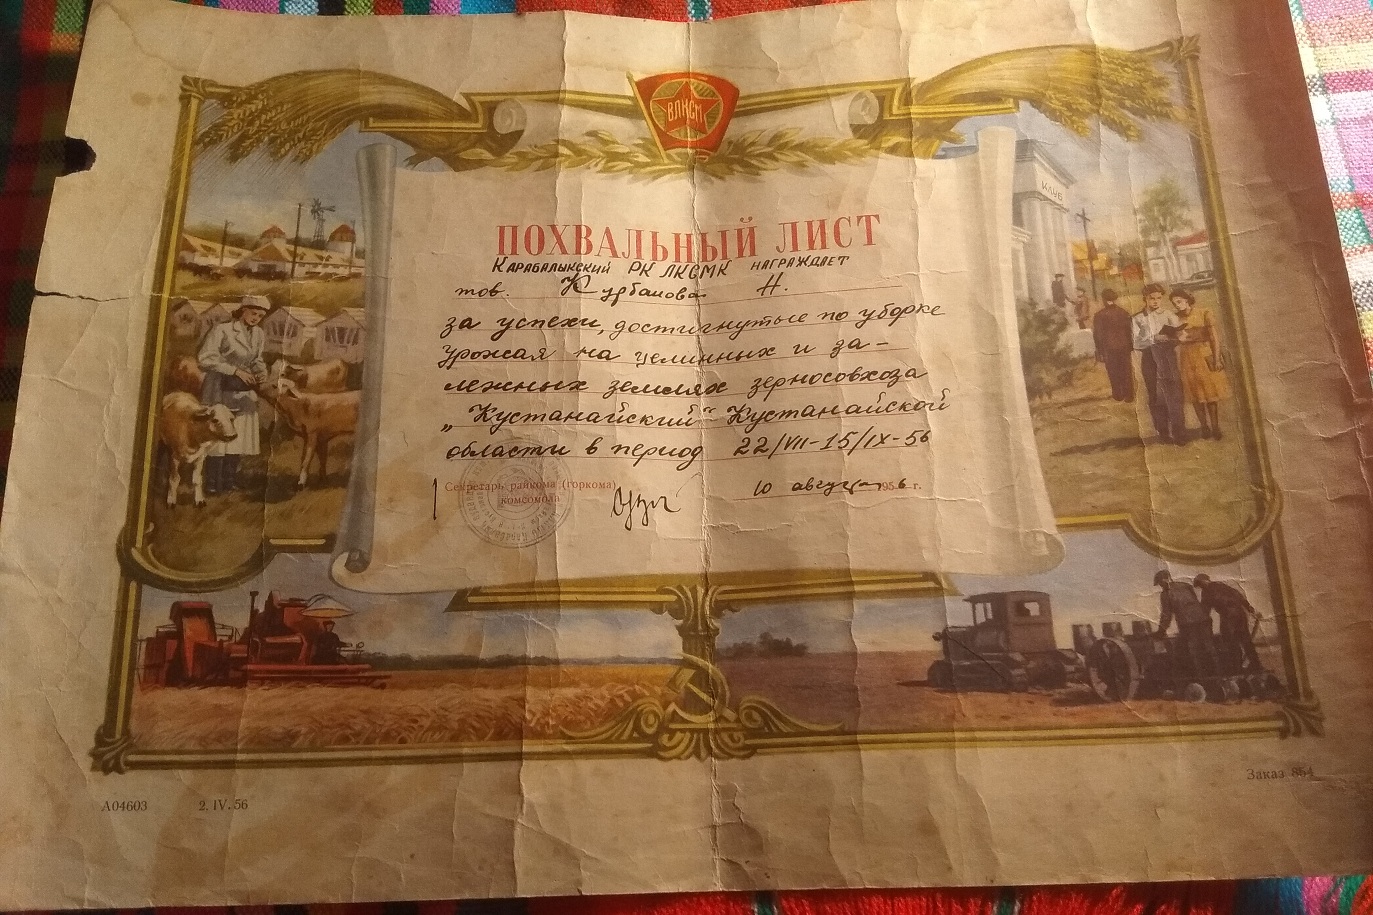 ВЛКСМ
КЛУБ
ПОХВАЛЬНЫЙ ЛИСТ
КАРАБАЛЫКСКИЙ РК ЛКСМК НАГРАЖДАЕТ
тов. Курбанова Н.
за успехи, достигнутые по уборке
урожая на целинных и за-
лежных землях зерносовхоза
„Кустанайский" Кустанайской
области в период 22/VII-15/IX-56
Секретарь райкома (горкома)
комсомола
10 августа 1956 г.
Заказ 854
А04603 2. IV. 56